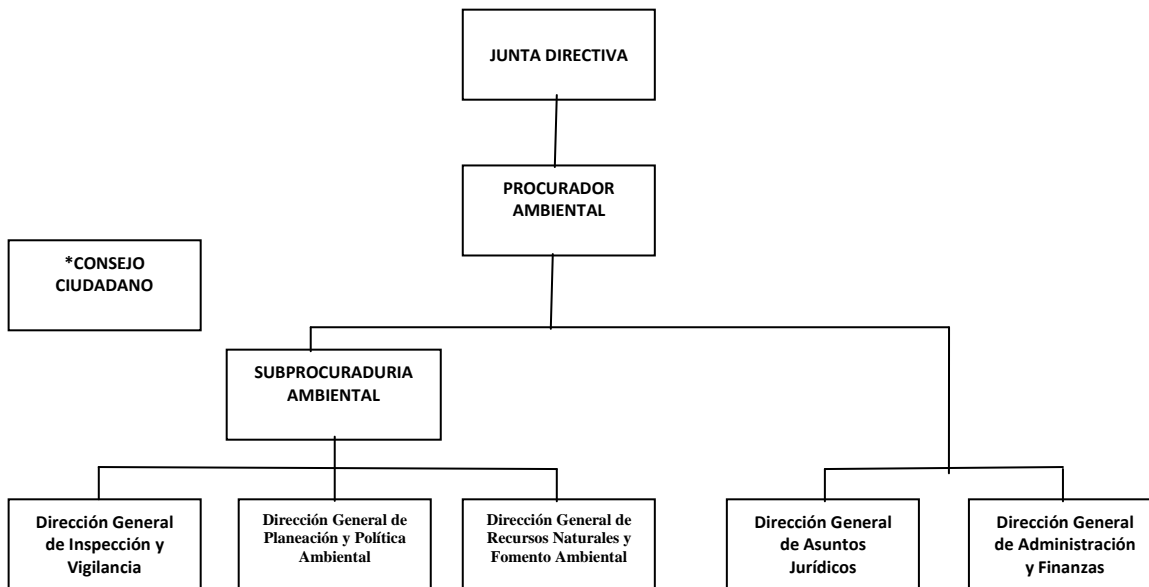 JUNTA DIRECTIVA
PROCURADOR
AMBIENTAL
*CONSEJO
CIUDADANO
SUBPROCURADURIA
AMBIENTAL
Dirección General
de Inspección y
Vigilancia
Dirección General de
Planeación y Política
Ambiental
Dirección General de
Recursos Naturales y
Fomento Ambiental
Dirección General
de Asuntos
Jurídicos
Dirección General
de Administración
y Finanzas